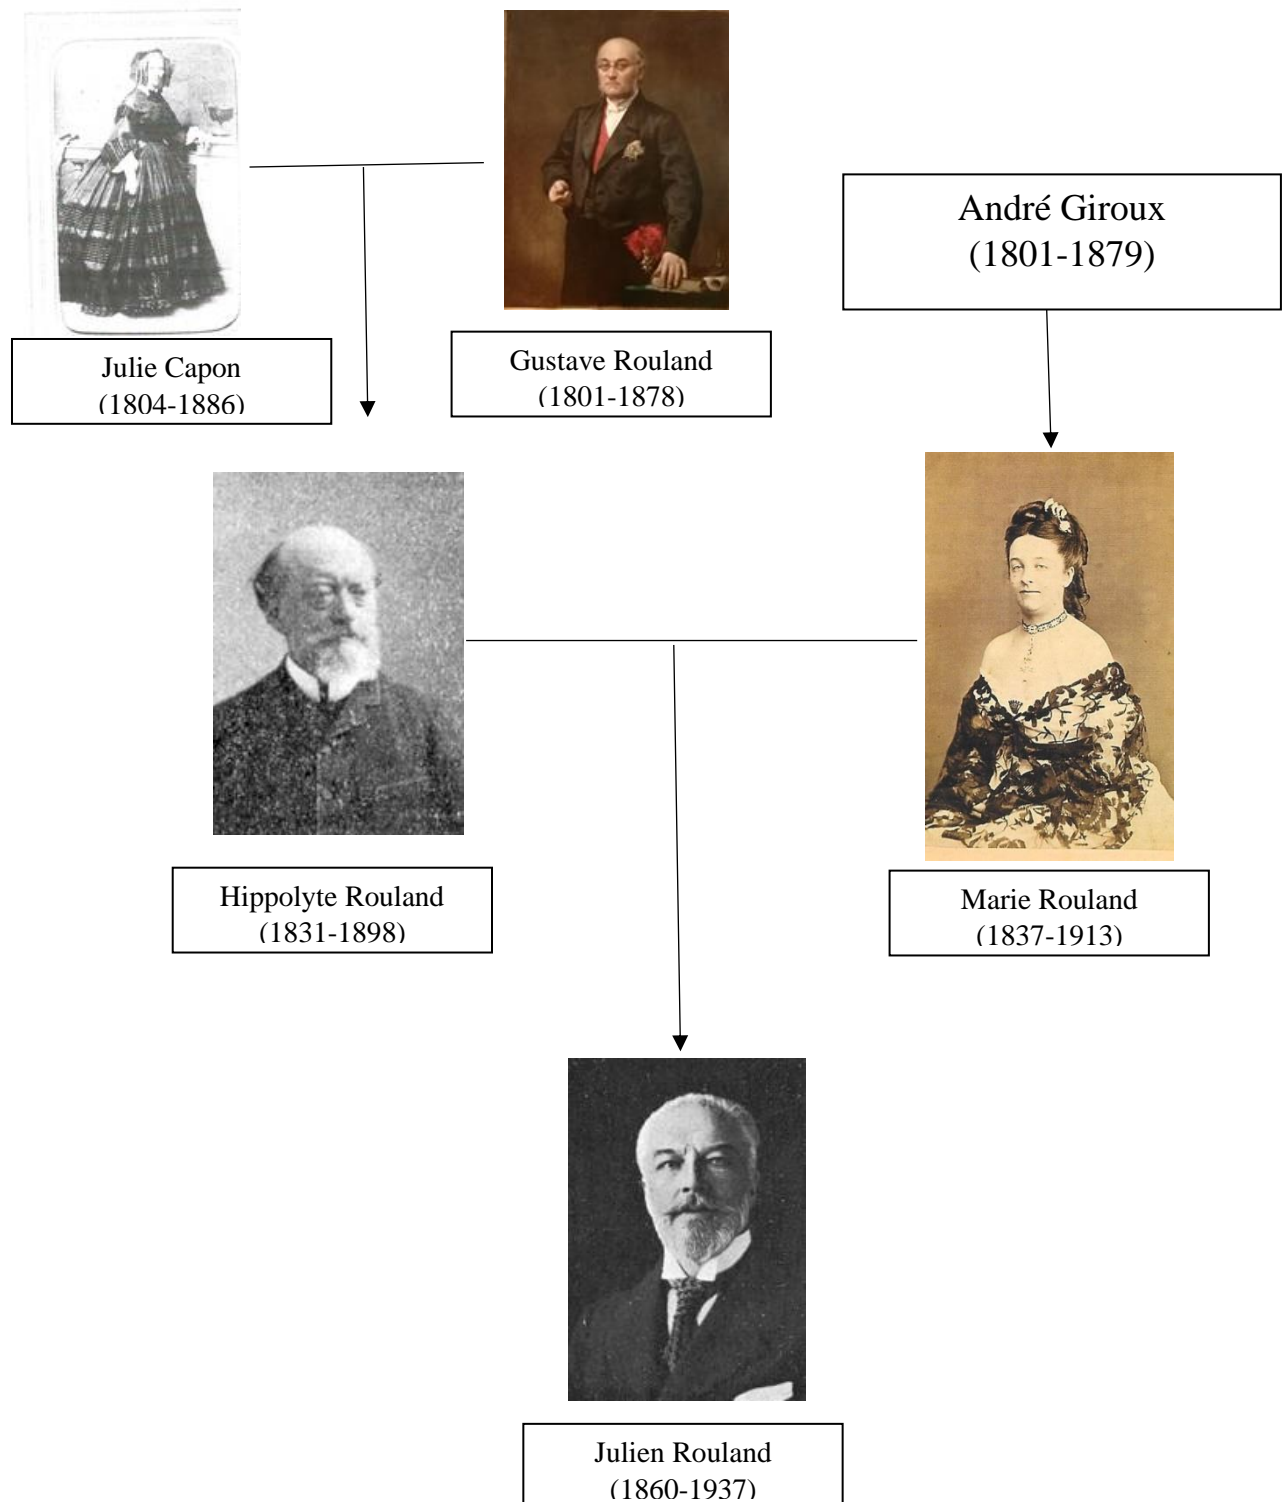 André Giroux
(1801-1879)
Julie Capon
(1804-1886)
Gustave Rouland
(1801-1878)
Hippolyte Rouland
(1831-1898)
Marie Rouland
(1837-1913)
Julien Rouland
(1860-1937)